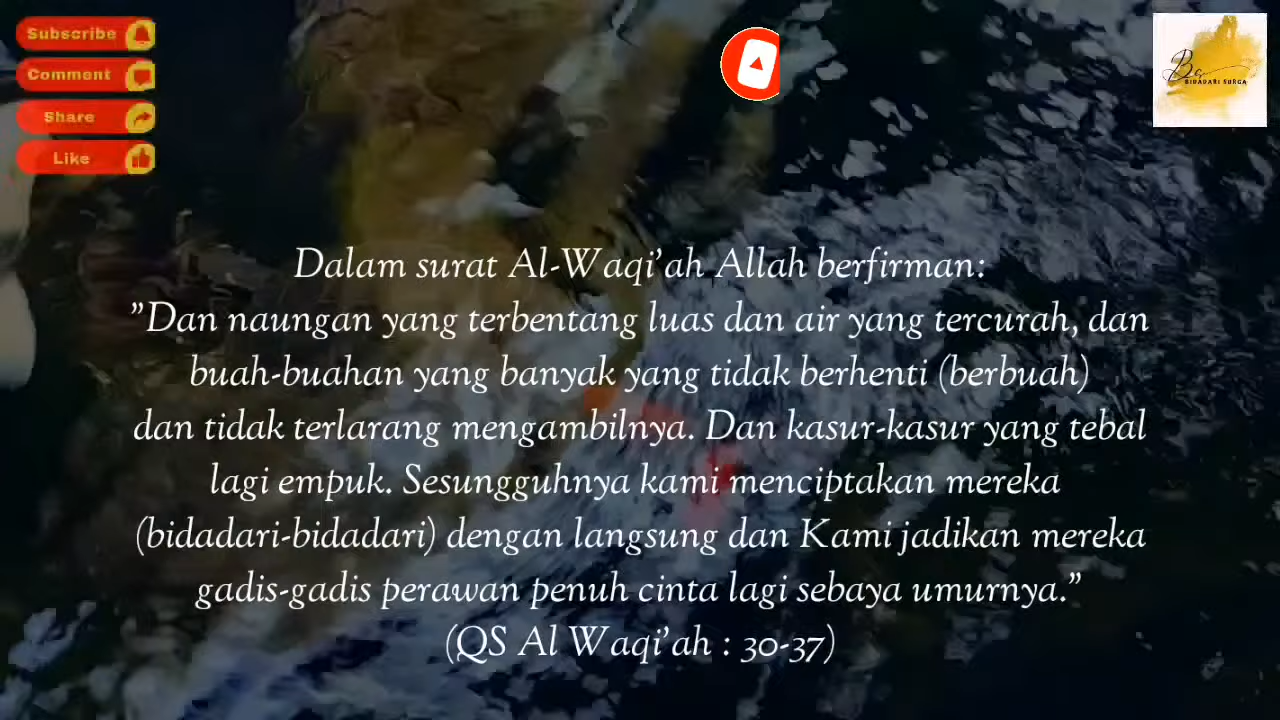 Subscribe
Comment
Share
Like
BIDADARI SURGA
Dalam surat Al-Waqi'ah Allah berfirman:
"Dan naungan yang terbentang luas dan air yang tercurah, dan
buah-buahan yang banyak yang tidak berhenti (berbuah)
dan tidak terlarang mengambilnya. Dan kasur-kasur yang tebal
lagi empuk. Sesungguhnya kami menciptakan mereka
(bidadari-bidadari) dengan langsung dan Kami jadikan mereka
gadis-gadis perawan penuh cinta lagi sebaya umurnya."
(QS Al Waqi'ah : 30-37)